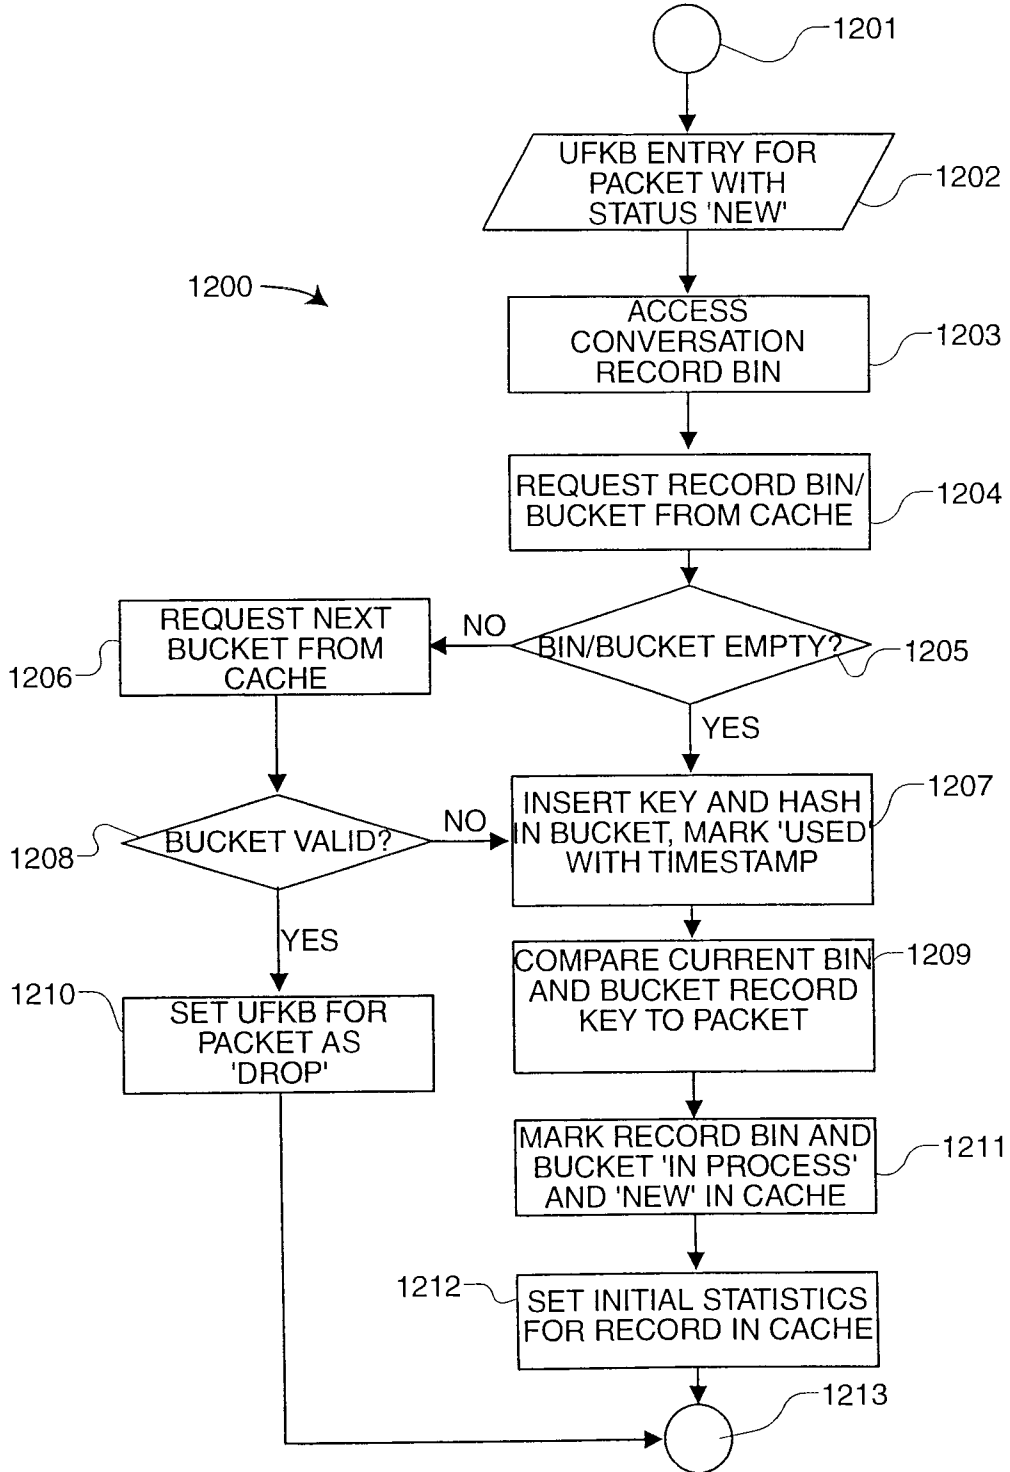 1201
UFKB ENTRY FOR
PACKET WITH
STATUS 'NEW'
1202
1200
ACCESS
CONVERSATION
RECORD BIN
1203
REQUEST RECORD BIN/
BUCKET FROM CACHE
1204
REQUEST NEXT
BUCKET FROM
CACHE
1206
NO
BIN/BUCKET EMPTY?
1205
YES
INSERT KEY AND HASH
IN BUCKET, MARK 'USED'
WITH TIMESTAMP
1207
BUCKET VALID?
1208
NO
YES
COMPARE CURRENT BIN
AND BUCKET RECORD
KEY TO PACKET
1209
1210
SET UFKB FOR
PACKET AS
'DROP'
MARK RECORD BIN AND
BUCKET 'IN PROCESS'
AND 'NEW' IN CACHE
1211
1212
SET INITIAL STATISTICS
FOR RECORD IN CACHE
1213